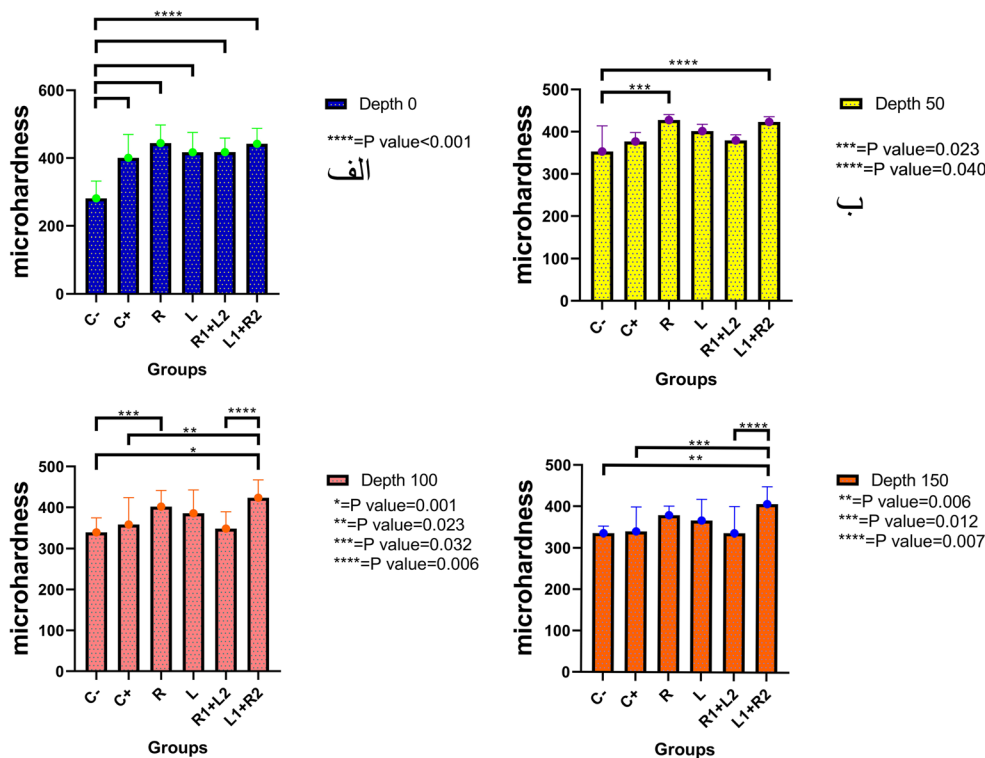 ****
600
400
200
0
microhardness
C-
C+
R
L
R1+L2
L1+R2
Groups
Depth 0
****=P value<0.001
الف
****
***
500
400
300
200
100
0
microhardness
C-
C+
R
L
R1+L2
L1+R2
Groups
Depth 50
***=P value=0.023
****=P value=0.040
ب
***
****
**
*
500
400
300
200
100
0
microhardness
C-
C+
R
L
R1+L2
L1+R2
Groups
Depth 100
*=P value=0.001
**=P value=0.023
***=P value=0.032
****=P value=0.006
****
***
**
500
400
300
200
100
0
microhardness
C-
C+
R
L
R1+L2
L1+R2
Groups
Depth 150
**=P value=0.006
***=P value=0.012
****=P value=0.007